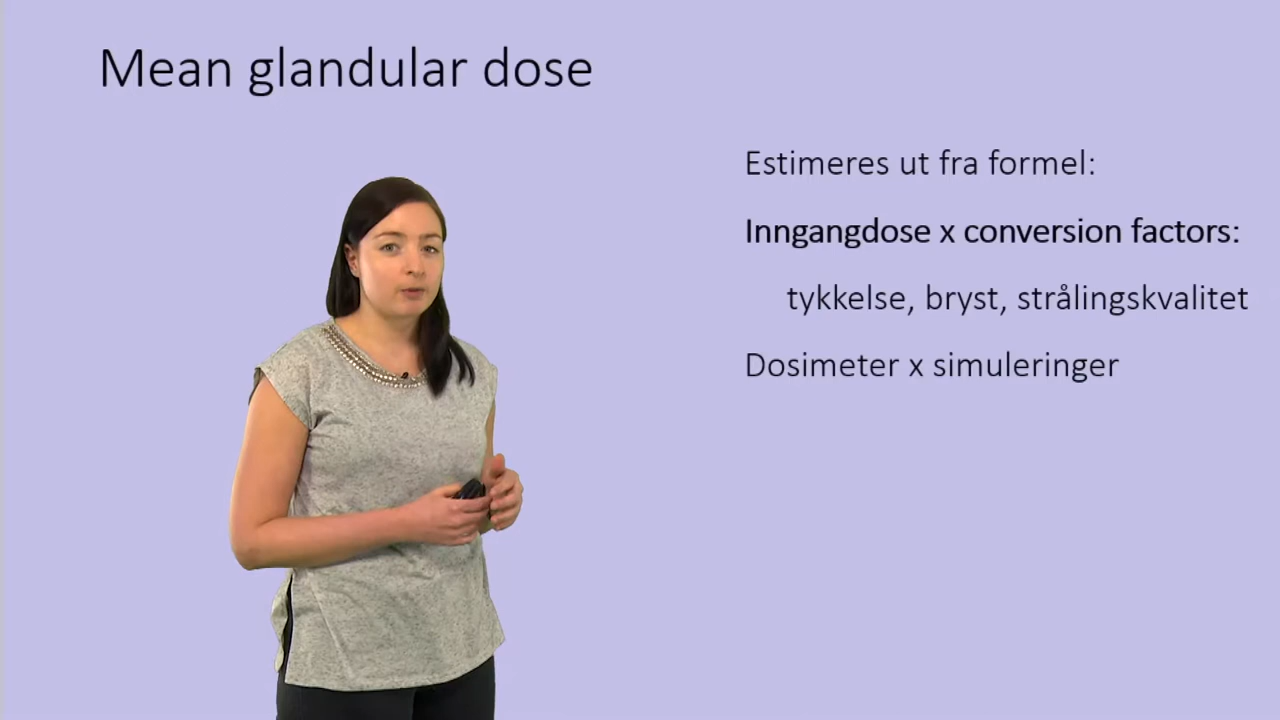 Mean glandular dose
Estimeres ut fra formel:
Inngangdose x conversion factors:
tykkelse, bryst, strålingskvalitet
Dosimeter x simuleringer